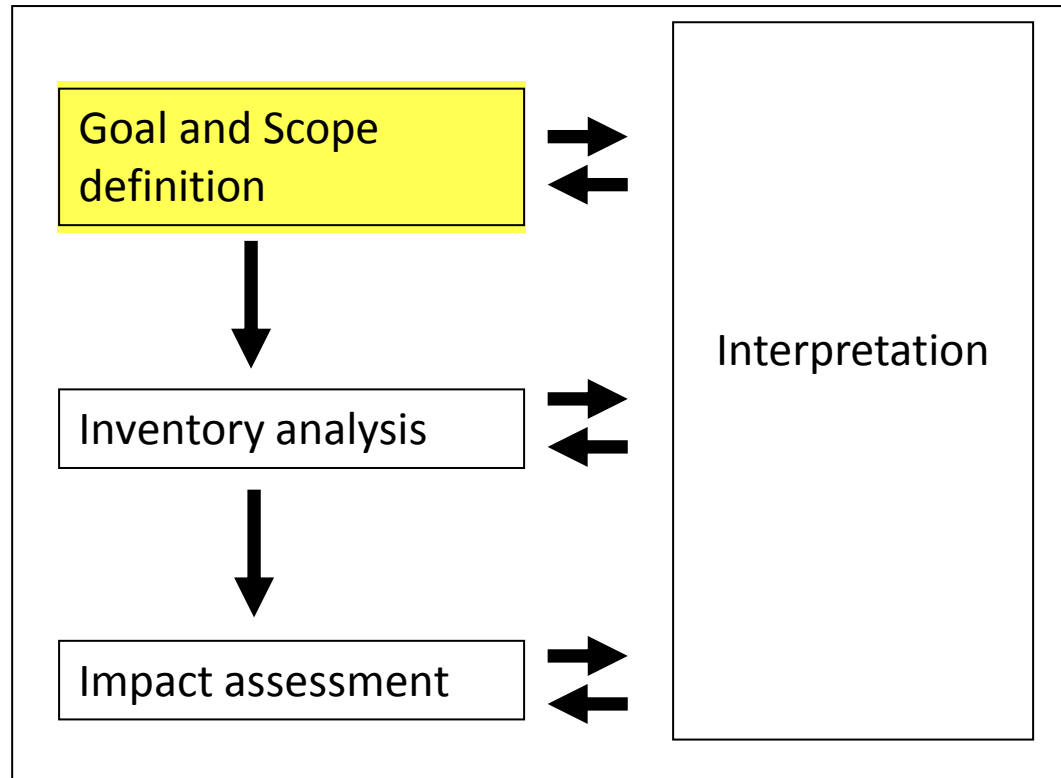 Goal and Scope
definition
Interpretation
Inventory analysis
Impact assessment